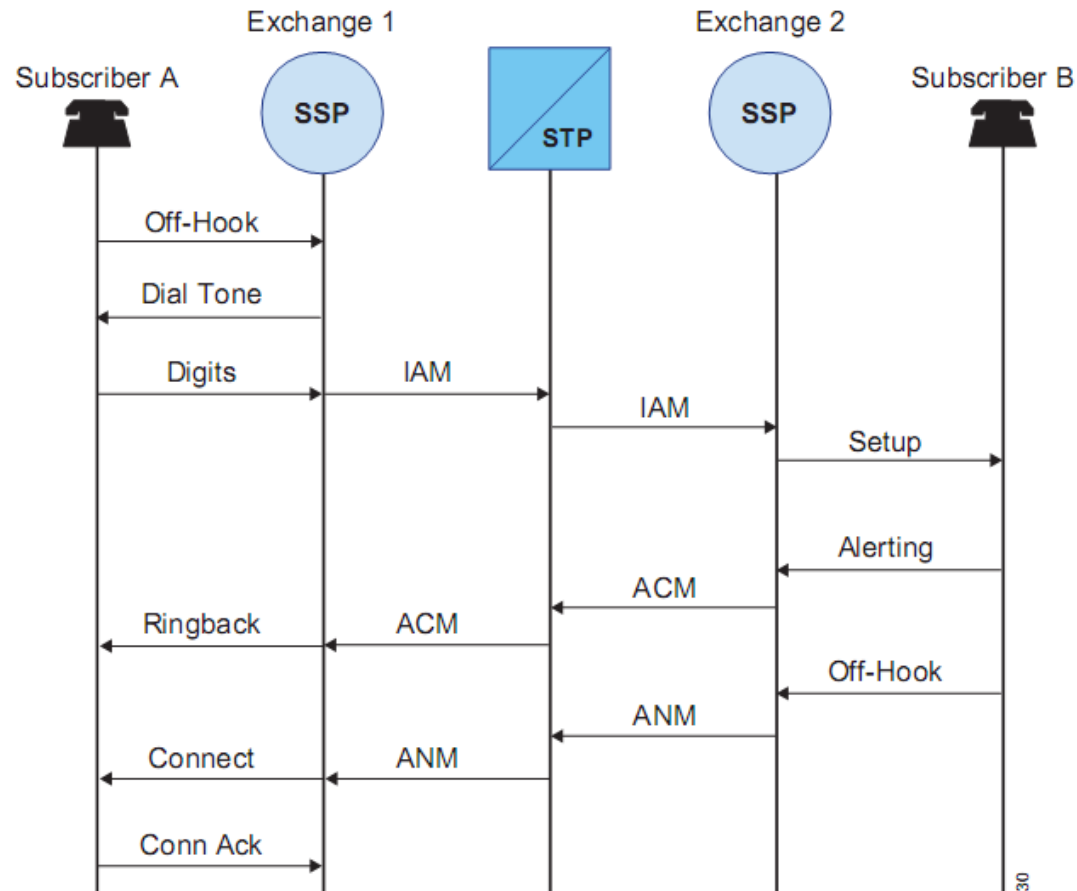 Exchange 1
Exchange 2
Subscriber A
Subscriber B
SSP
STP
SSP
Off-Hook
Dial Tone
Digits
IAM
IAM
Setup
Alerting
ACM
Ringback
ACM
Off-Hook
ANM
Connect
ANM
Conn Ack
30